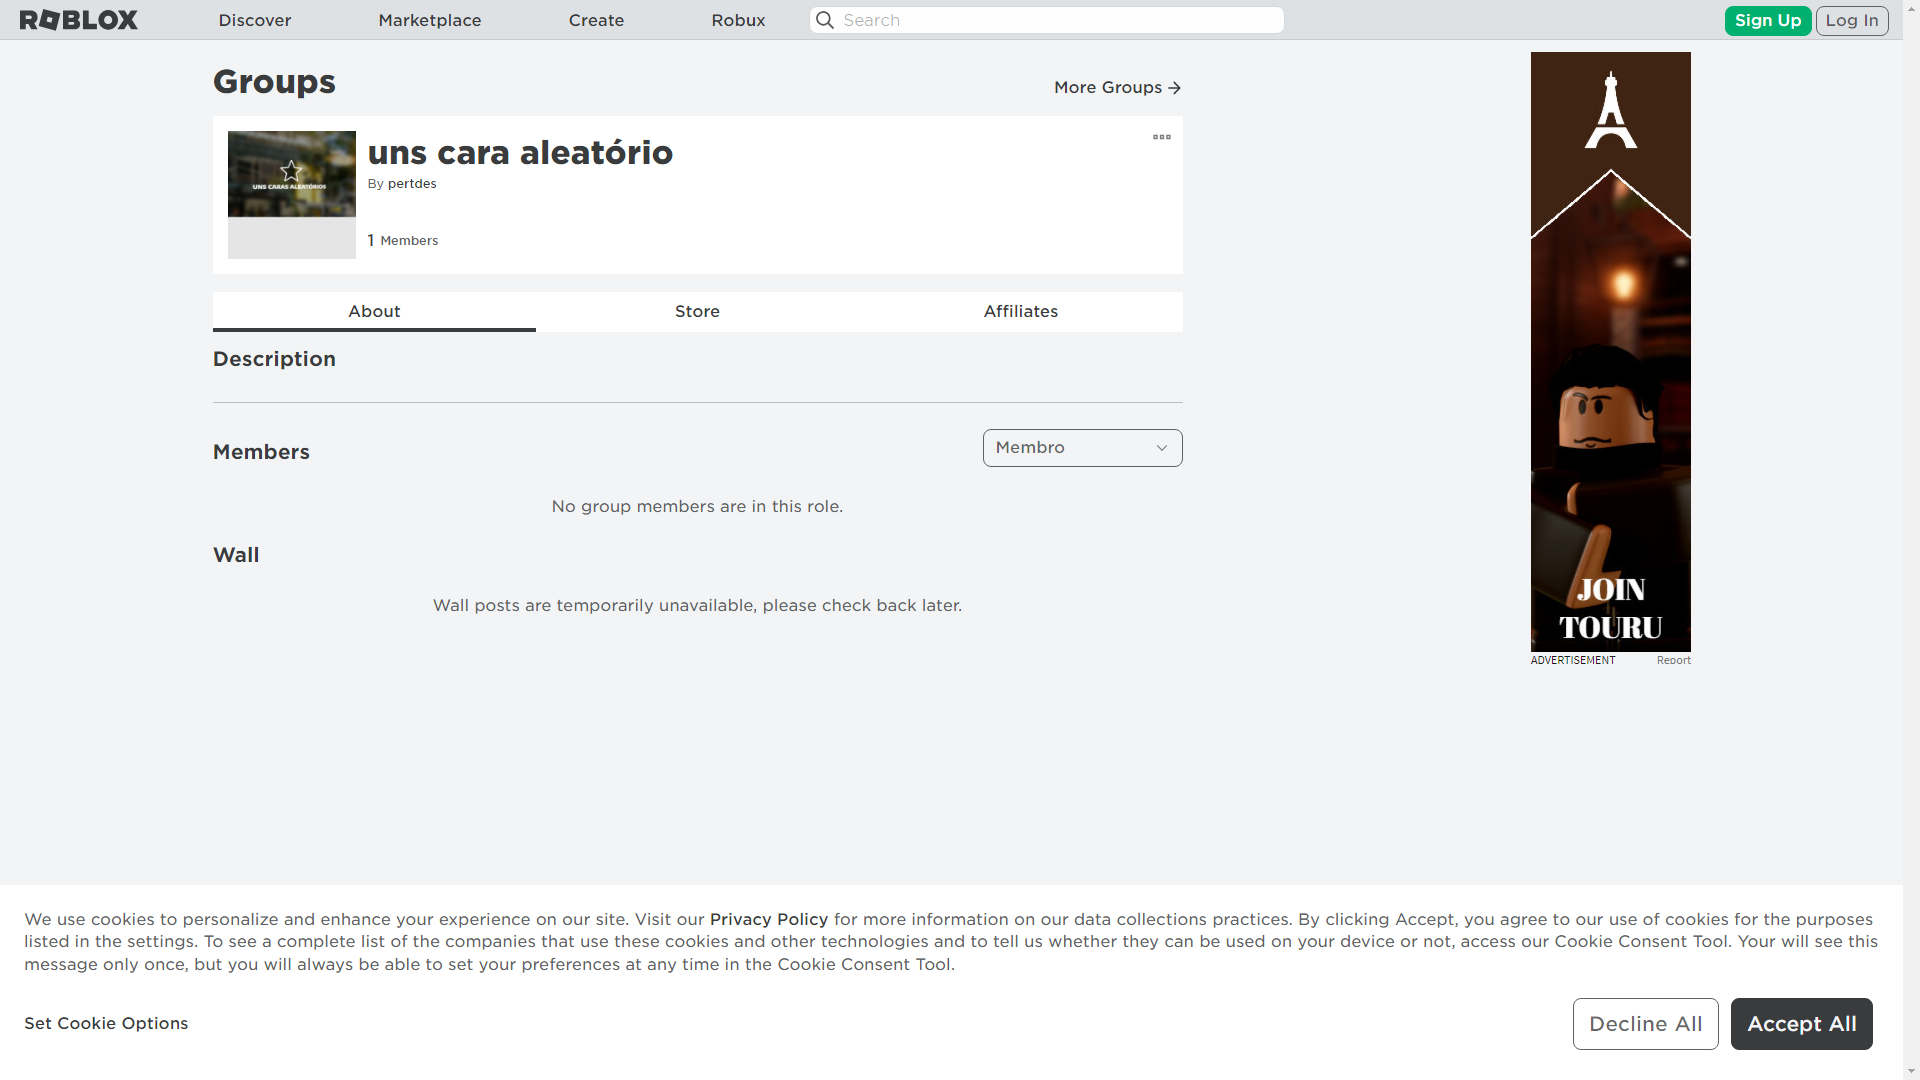 ROBLOX
Discover
Marketplace
Create
Robux
Search
Sign Up
Log In
Groups
More Groups
UNS CARAS ALEATÓRIOS
uns cara aleatório
By pertdes
1 Members
About
Store
Affiliates
Description
Members
Membro
No group members are in this role.
Wall
Wall posts are temporarily unavailable, please check back later.
JOIN
TOURU
ADVERTISEMENT
Report
We use cookies to personalize and enhance your experience on our site. Visit our Privacy Policy for more information on our data collections practices. By clicking Accept, you agree to our use of cookies for the purposes
listed in the settings. To see a complete list of the companies that use these cookies and other technologies and to tell us whether they can be used on your device or not, access our Cookie Consent Tool. Your will see this
message only once, but you will always be able to set your preferences at any time in the Cookie Consent Tool.
Set Cookie Options
Decline All
Accept All